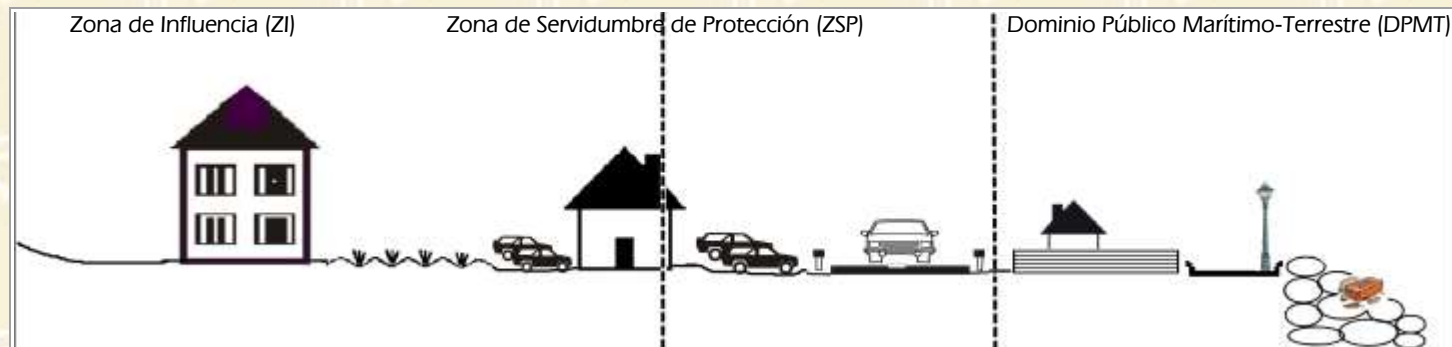 Zona de Influencia (ZI) Zona de Servidumbre de Protección (ZSP) Dominio Público Marítimo-Terrestre (DPMT)